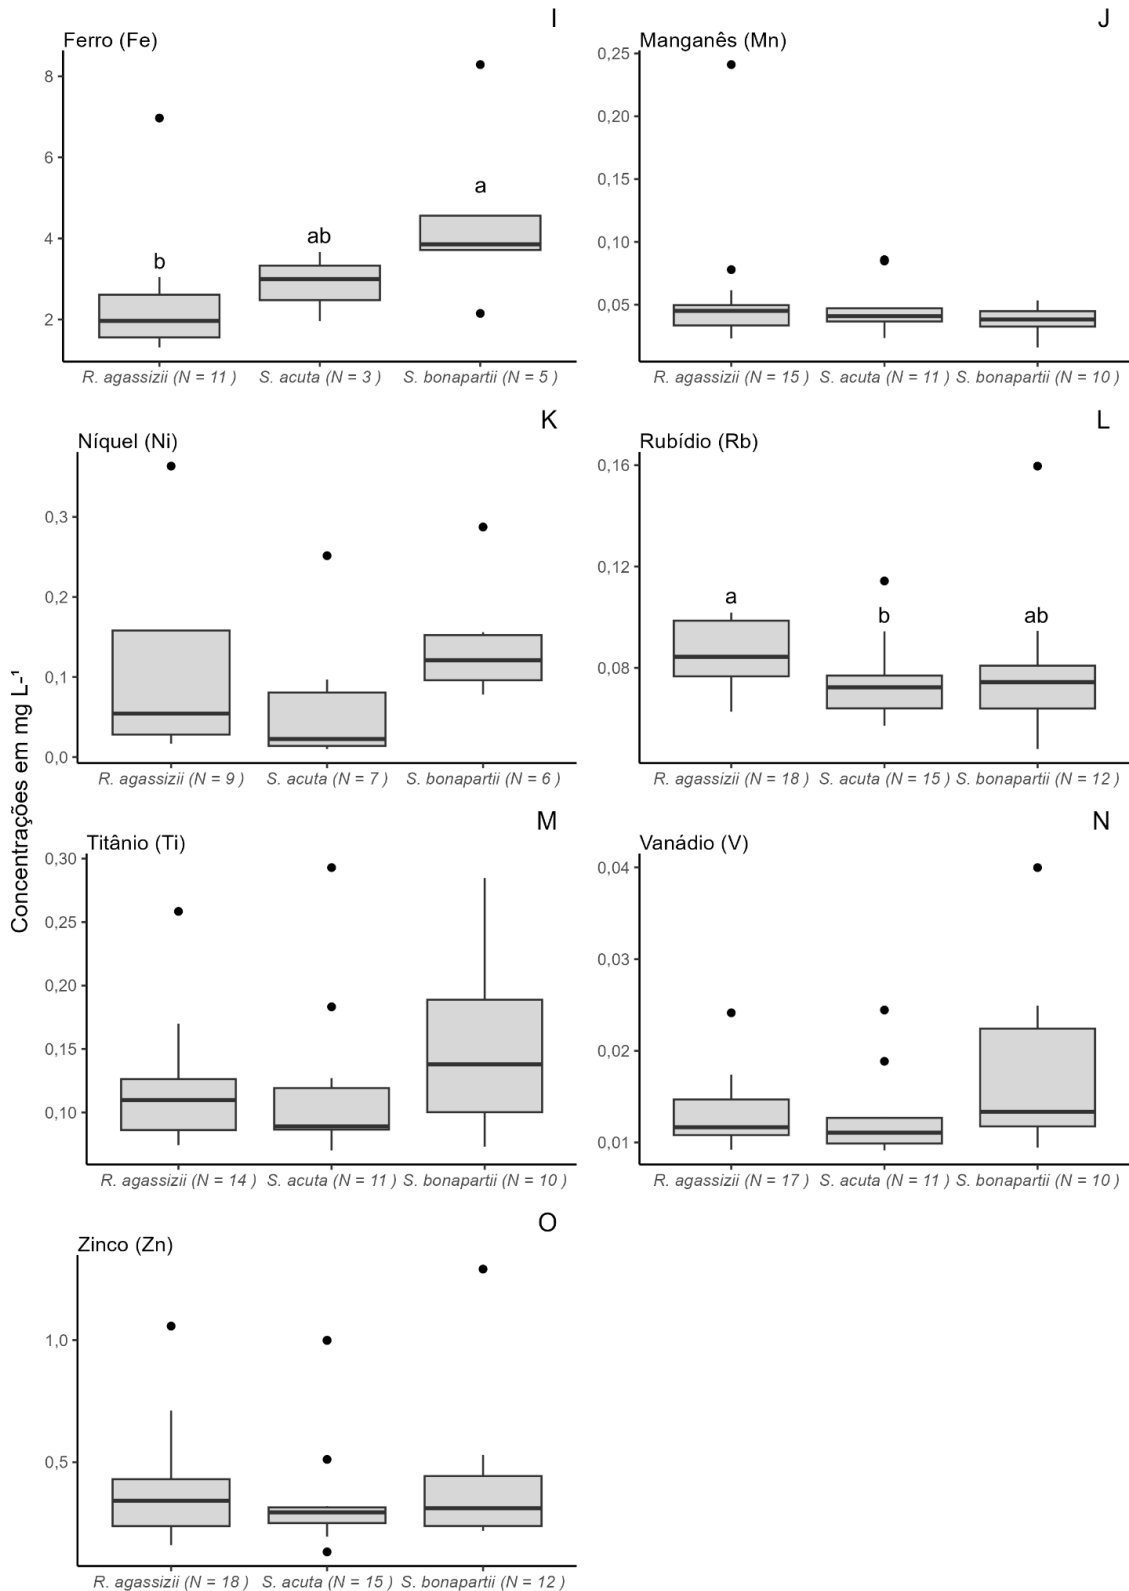 I
Ferro (Fe)
8
6
4
2
b
ab
a
R. agassizii (N = 11 )
S. acuta (N = 3 )
S. bonapartii (N = 5 )
J
Manganês (Mn)
0,25
0,20
0,15
0,10
0,05
R. agassizii (N = 15 )
S. acuta (N = 11 )
S. bonapartii (N = 10 )
K
Níquel (Ni)
0,3
0,2
0,1
0,0
R. agassizii (N = 9 )
S. acuta (N = 7 )
S. bonapartii (N = 6 )
L
Rubídio (Rb)
0,16
0,12
0,08
a
b
ab
R. agassizii (N = 18 )
S. acuta (N = 15 )
S. bonapartii (N = 12 )
Concentrações em mg L-¹
M
Titânio (Ti)
0,30
0,25
0,20
0,15
0,10
R. agassizii (N = 14 )
S. acuta (N = 11 )
S. bonapartii (N = 10 )
N
Vanádio (V)
0,04
0,03
0,02
0,01
R. agassizii (N = 17 )
S. acuta (N = 11 )
S. bonapartii (N = 10 )
O
Zinco (Zn)
1,0
0,5
R. agassizii (N = 18 )
S. acuta (N = 15 )
S. bonapartii (N = 12 )